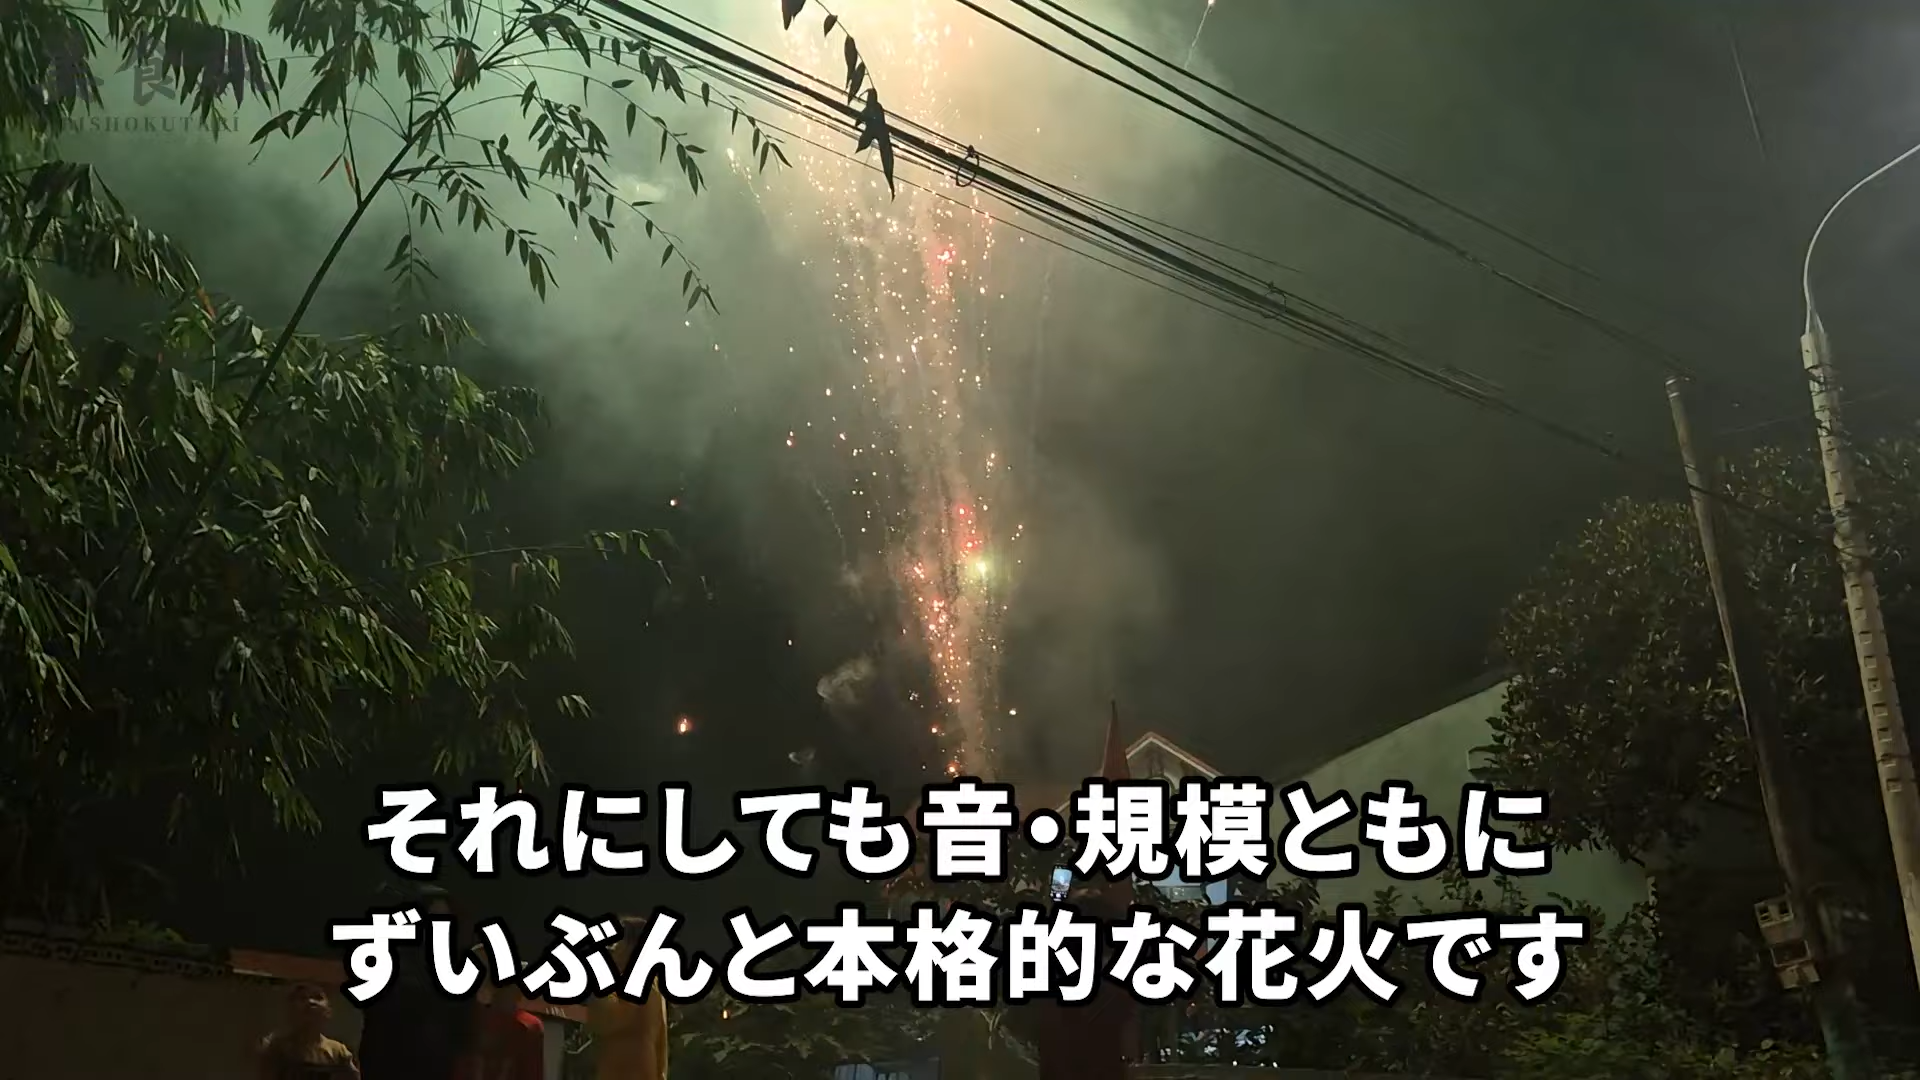 それにしても音・規模ともに
ずいぶんと本格的な花火です